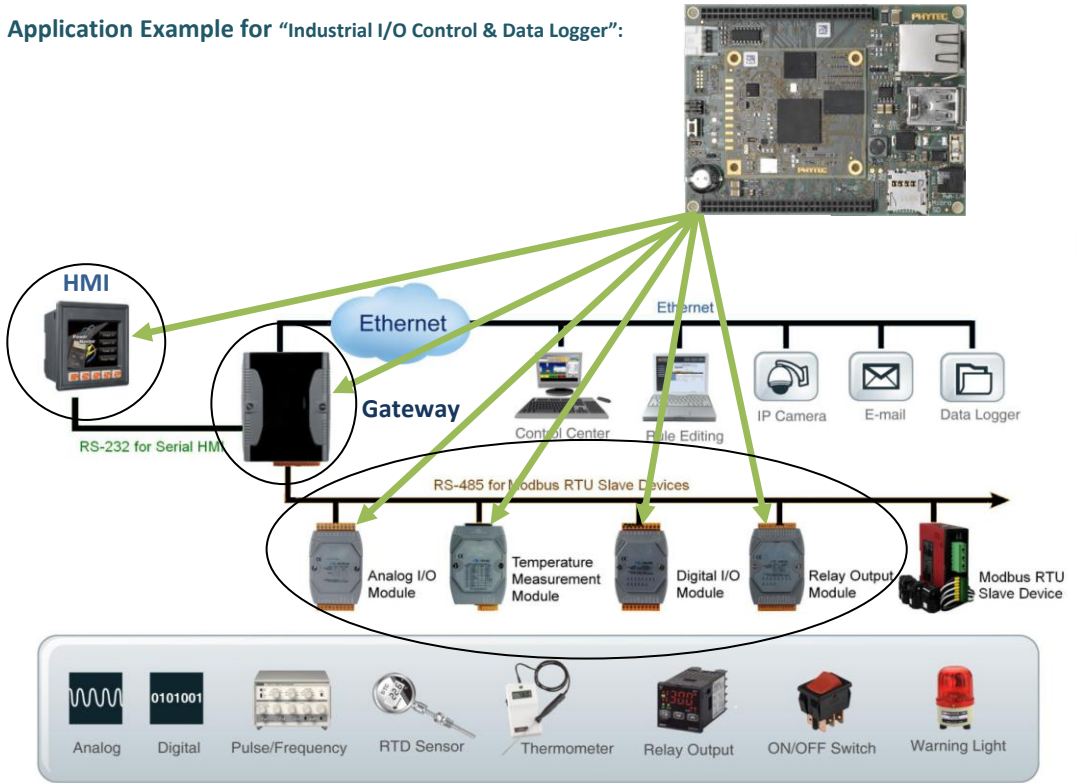 Application Example for "Industrial I/O Control & Data Logger":
PHYTEC
PHYTEC
HMI
Ethernet
Ethernet
Gateway
Control Center
Rule Editing
IP Camera
E-mail
Data Logger
RS-232 for Serial HMI
RS-485 for Modbus RTU Slave Devices
Analog I/O
Module
Temperature
Measurement
Module
Digital I/O
Module
Relay Output
Module
Modbus RTU
Slave Device
0101001
Analog
Digital
Pulse/Frequency
RTD Sensor
Thermometer
Relay Output
ON/OFF Switch
Warning Light